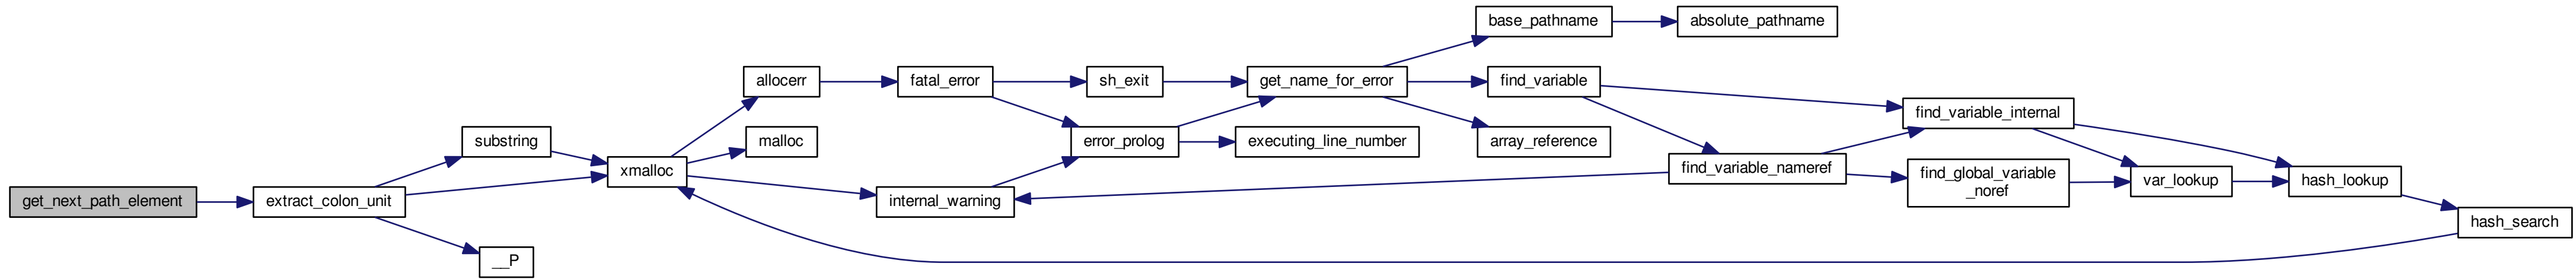 get_next_path_element
extract_colon_unit
substring
__P
xmalloc
allocerr
malloc
internal_warning
fatal_error
sh_exit
error_prolog
get_name_for_error
executing_line_number
base_pathname
find_variable
array_reference
absolute_pathname
find_variable_nameref
find_variable_internal
find_global_variable
_noref
var_lookup
hash_lookup
hash_search